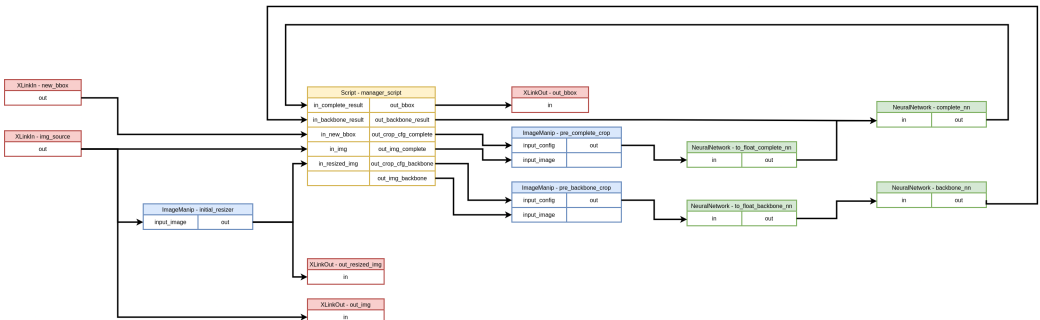 XLinkIn - new_bbox
out
XLinkIn - img_source
out
ImageManip - initial_resizer
input_image out
Script - manager_script
in_complete_result out_bbox
in_backbone_result out_backbone_result
in_new_bbox out_crop_cfg_complete
in_img out_img_complete
in_resized_img out_crop_cfg_backbone
out_img_backbone
XLinkOut - out_resized_img
in
XLinkOut - out_img
in
XLinkOut - out_bbox
in
ImageManip - pre_complete_crop
input_config out
input_image
ImageManip - pre_backbone_crop
input_config out
input_image
NeuralNetwork - to_float_complete_nn
in out
NeuralNetwork - to_float_backbone_nn
in out
NeuralNetwork - complete_nn
in out
NeuralNetwork - backbone_nn
in out